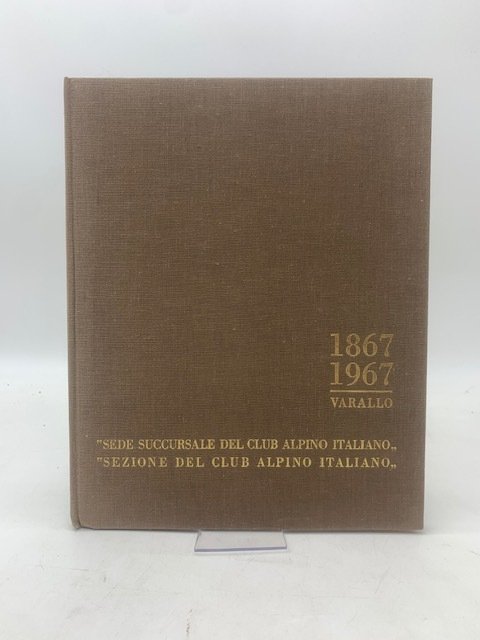 1867
1967
VARALLO
"SEDE SUCCURSALE DEL CLUB ALPINO ITALIANO„
"SEZIONE DEL CLUB ALPINO ITALIANO„